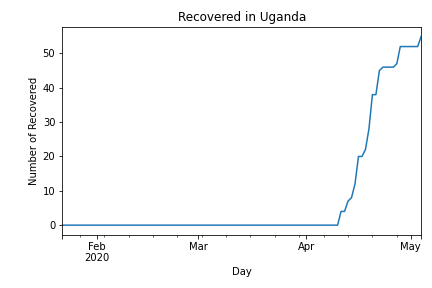 Recovered in Uganda
Number of Recovered
50
40
30
20
10
0
Feb
2020
Mar
Apr
May
Day